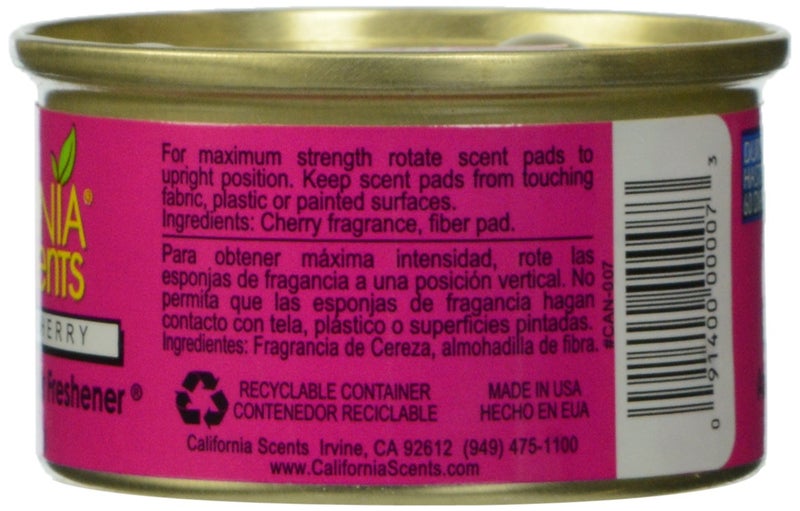 NIA®
ents
HERRY
Freshener®
For maximum strength rotate scent pads to
upright position. Keep scent pads from touching
fabric, plastic or painted surfaces.
Ingredients: Cherry fragrance, fiber pad.
Para obtener máxima intensidad, rote las
esponjas de fragancia a una posición vertical. No
permita que las esponjas de fragancia hagan
contacto con tela, plástico o superficies pintadas.
Ingredientes: Fragrancia de Cereza, almohadilla de fibra.
RECYCLABLE CONTAINER
CONTENEDOR RECICLABLE
MADE IN USA
HECHO EN EUA
California Scents Irvine, CA 92612 (949) 475-1100
www.CaliforniaScents.com
#CAN-007
0 91400 00007 3